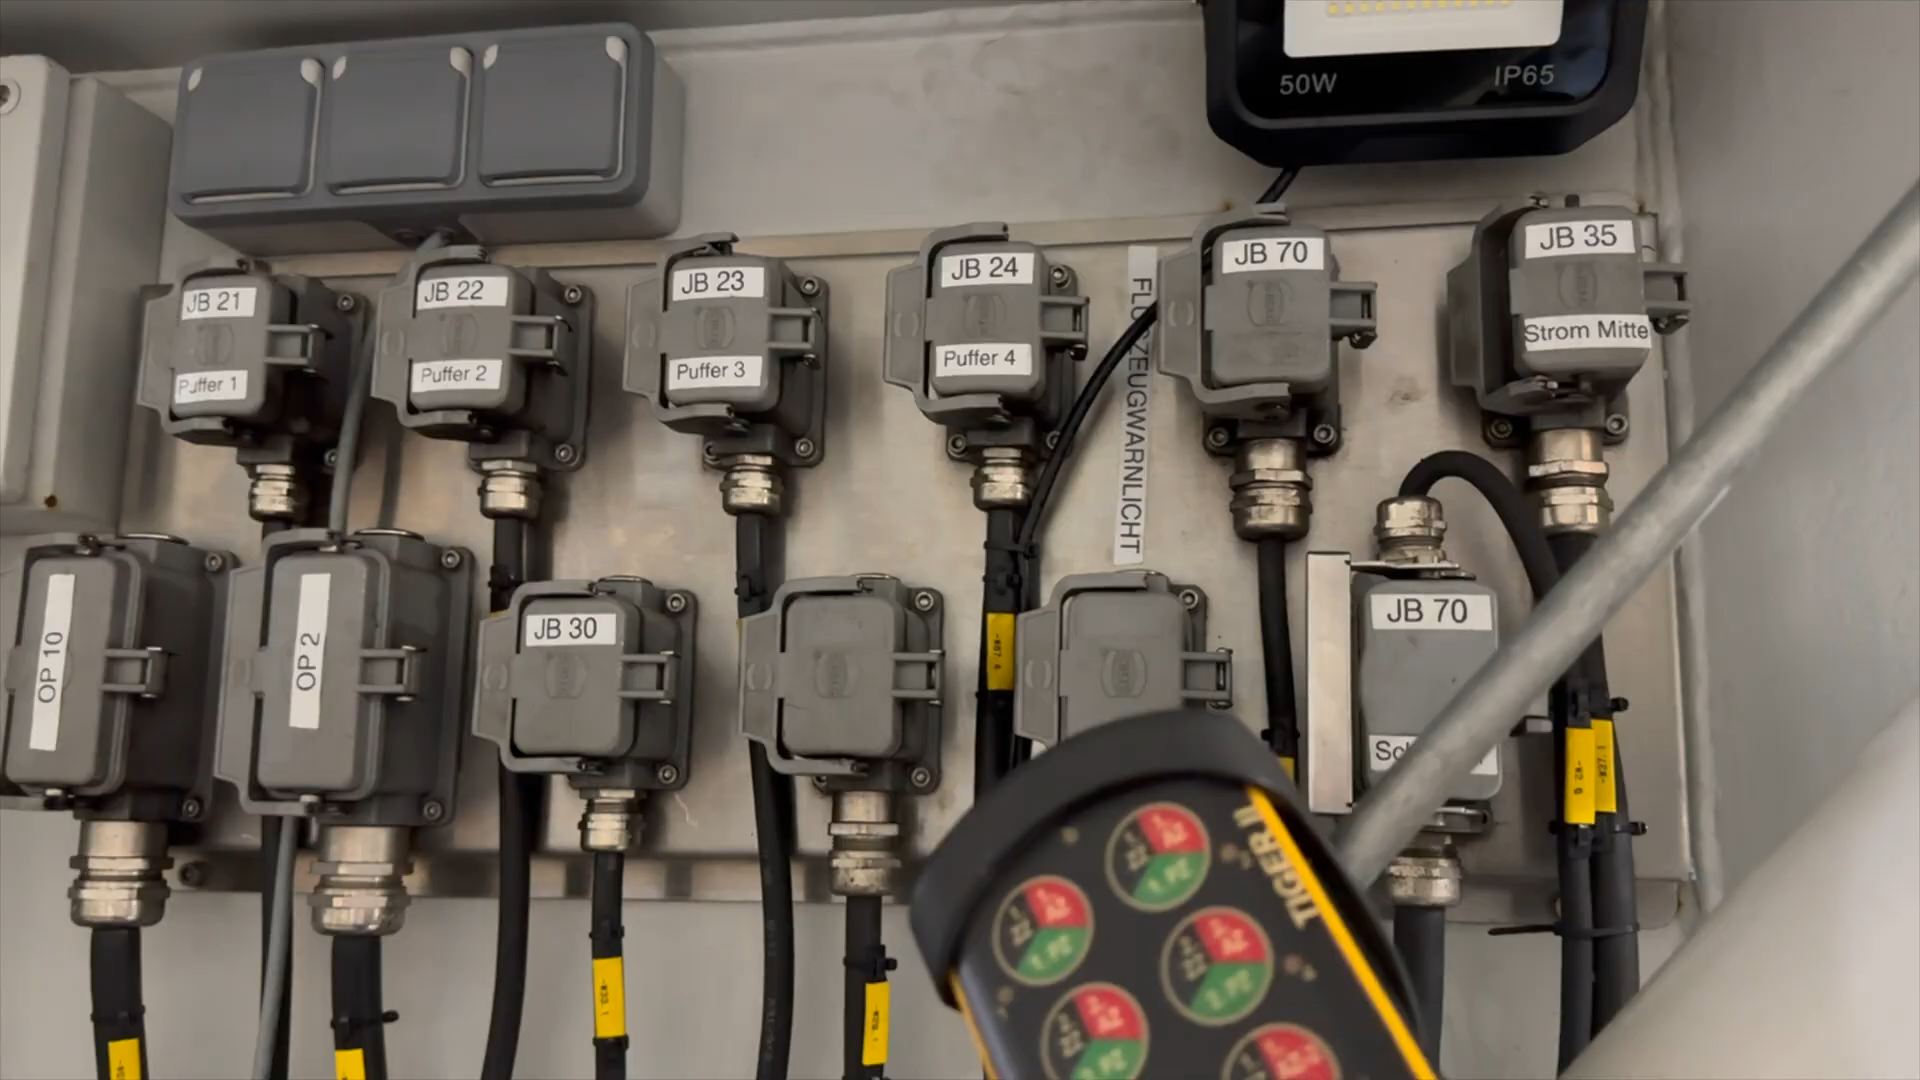 50W
IP65
JB 21
Puffer 1
JB 22
Puffer 2
JB 23
Puffer 3
JB 24
Puffer 4
FLUGZEUGWARNLICHT
JB 70
JB 35
Strom Mitte
OP 10
OP 2
JB 30
JB 70
TIGER II